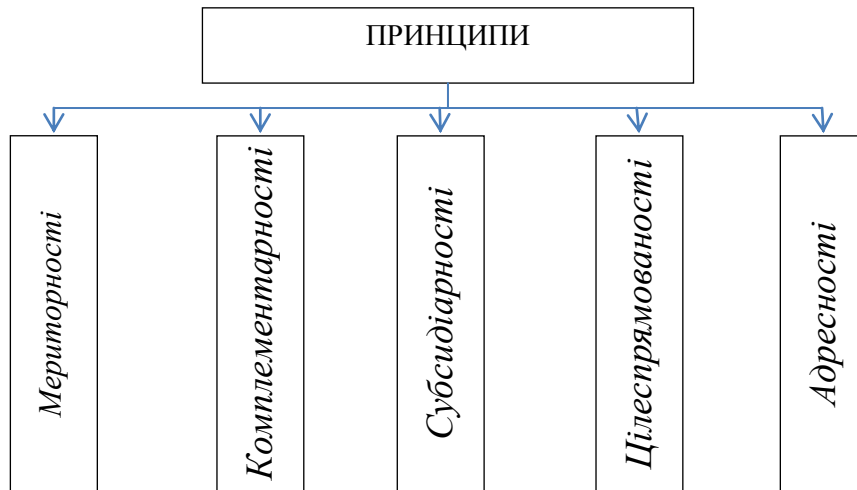 ПРИНЦИПИ
Мериторності
Комплементарності
Субсидіарності
Цілеспрямованості
Адресності